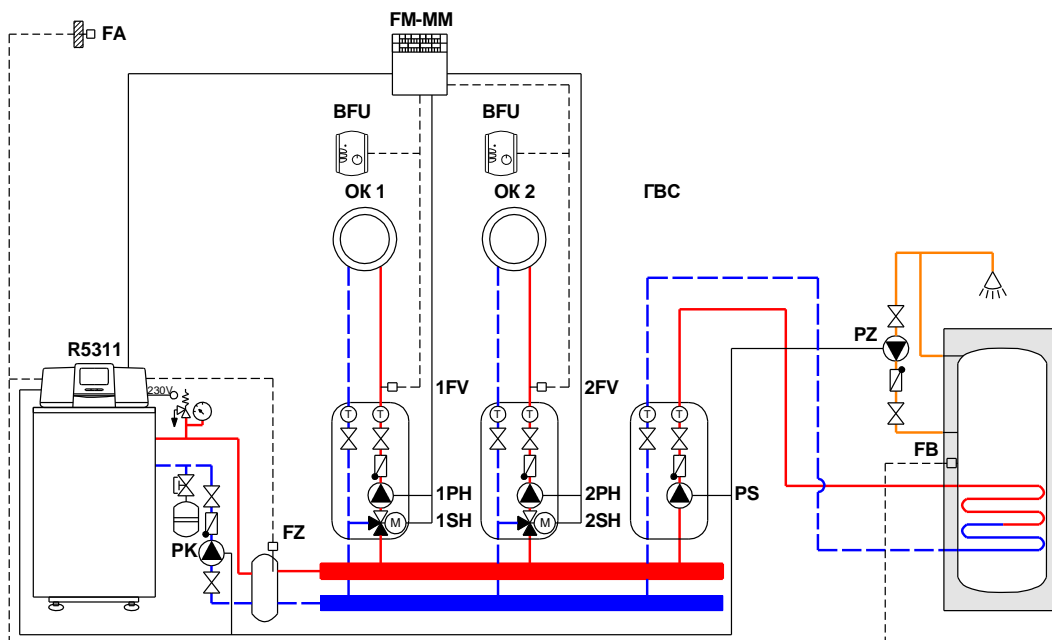 FM-MM
FA
BFU
BFU
ОК 1
ОК 2
ГВС
PZ
R5311
230V
1FV
2FV
T
T
T
T
T
T
FB
1PH
2PH
PS
1SH
2SH
M
M
FZ
PK